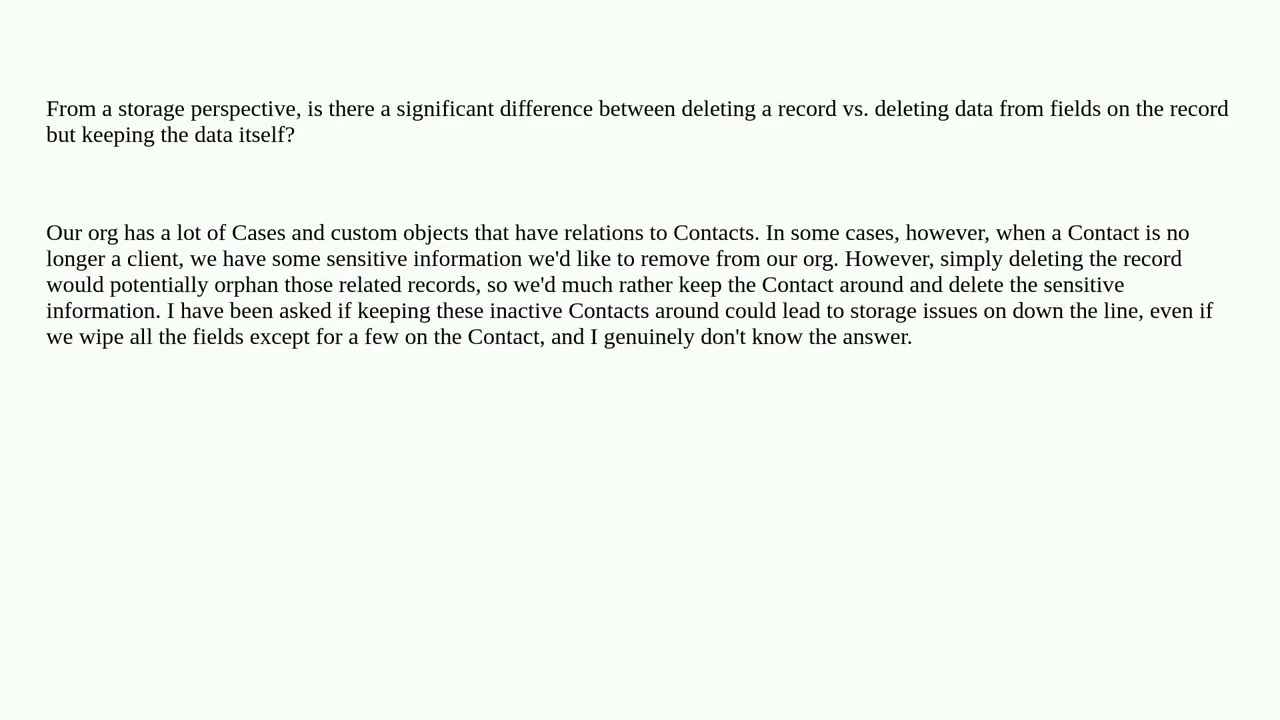 From a storage perspective, is there a significant difference between deleting a record vs. deleting data from fields on the record
but keeping the data itself?
Our org has a lot of Cases and custom objects that have relations to Contacts. In some cases, however, when a Contact is no
longer a client, we have some sensitive information we'd like to remove from our org. However, simply deleting the record
would potentially orphan those related records, so we'd much rather keep the Contact around and delete the sensitive
information. I have been asked if keeping these inactive Contacts around could lead to storage issues on down the line, even if
we wipe all the fields except for a few on the Contact, and I genuinely don't know the answer.